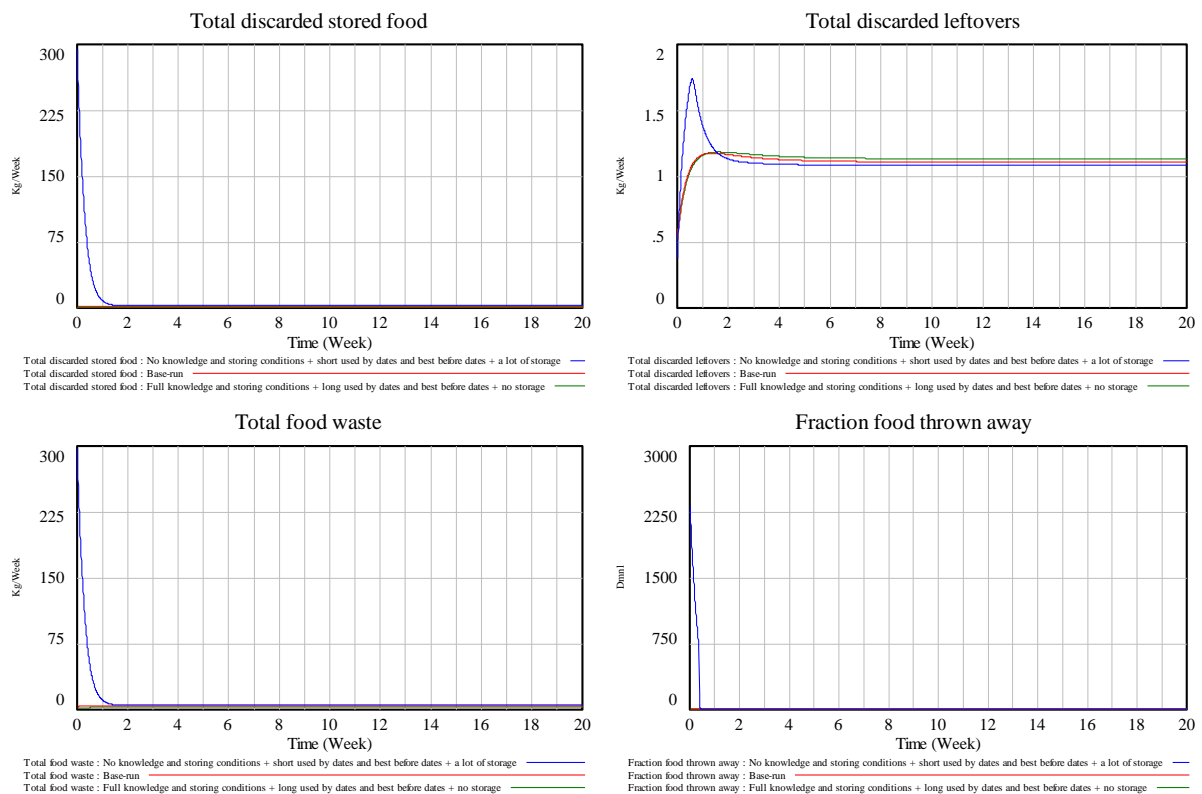 Total discarded stored food
300
225
150
75
0
Kg/Week
0 2 4 6 8 10 12 14 16 18 20
Time (Week)
Total discarded stored food : No knowledge and storing conditions + short used by dates and best before dates + a lot of storage
Total discarded stored food : Base-run
Total discarded stored food : Full knowledge and storing conditions + long used by dates and best before dates + no storage
Total discarded leftovers
2
1.5
1
.5
0
Kg/Week
0 2 4 6 8 10 12 14 16 18 20
Time (Week)
Total discarded leftovers : No knowledge and storing conditions + short used by dates and best before dates + a lot of storage
Total discarded leftovers : Base-run
Total discarded leftovers : Full knowledge and storing conditions + long used by dates and best before dates + no storage
Total food waste
300
225
150
75
0
Kg/Week
0 2 4 6 8 10 12 14 16 18 20
Time (Week)
Total food waste : No knowledge and storing conditions + short used by dates and best before dates + a lot of storage
Total food waste : Base-run
Total food waste : Full knowledge and storing conditions + long used by dates and best before dates + no storage
Fraction food thrown away
3000
2250
1500
750
0
Dmnl
0 2 4 6 8 10 12 14 16 18 20
Time (Week)
Fraction food thrown away : No knowledge and storing conditions + short used by dates and best before dates + a lot of storage
Fraction food thrown away : Base-run
Fraction food thrown away : Full knowledge and storing conditions + long used by dates and best before dates + no storage